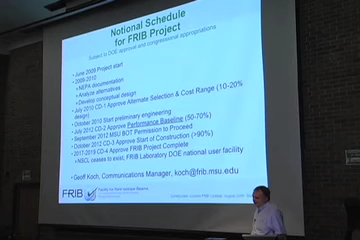 Notional Schedule
for FRIB Project
Subject to DOE approval and congressional appropriations
• June 2009 Project start
• 2009-2010
• NEPA documentation
• Analyze alternatives
• Develop conceptual design
• July 2010 CD-1 Approve Alternate Selection & Cost Range (10-20%
design)
• October 2010 Start preliminary engineering
• July 2012 CD-2 Approve Performance Baseline (50-70%)
• September 2012 MSU BOT Permission to Proceed
• October 2012 CD-3 Approve Start of Construction (>90%)
• 2017-2019 CD-4 Approve FRIB Project Complete
• NSCL ceases to exist, FRIB Laboratory DOE national user facility
• Geoff Koch, Communications Manager, koch@frib.msu.edu
FRIB
Facility for Rare Isotope Beams